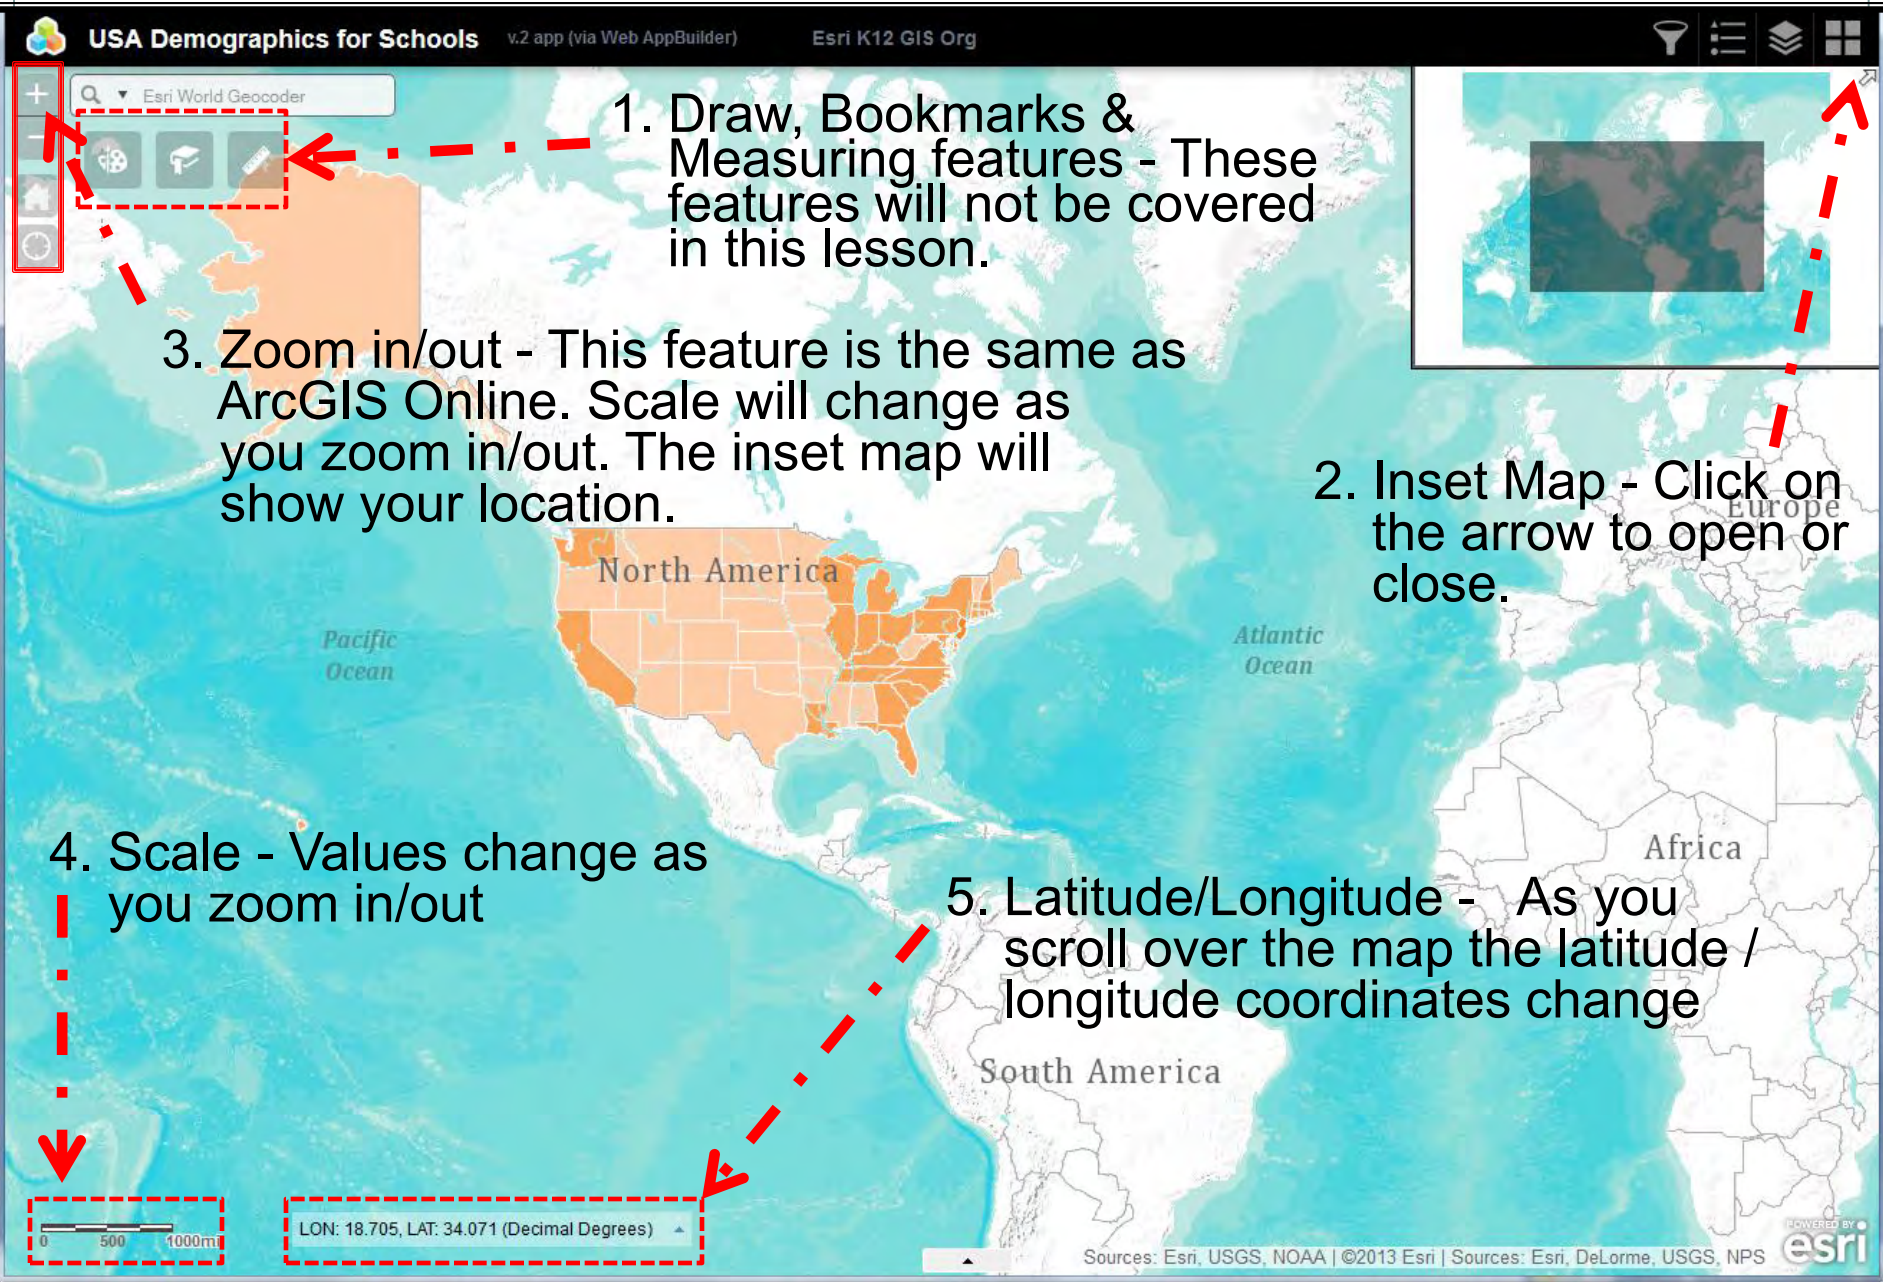 USA Demographics for Schools v.2 app (via Web AppBuilder) Esri K12 GIS Org
Esri World Geocoder
1. Draw, Bookmarks &
Measuring features - These
features will not be covered
in this lesson.
3. Zoom in/out - This feature is the same as
ArcGIS Online. Scale will change as
you zoom in/out. The inset map will
show your location.
2. Inset Map - Click on
the arrow to open or
close.
Europe
North America
Pacific
Ocean
Atlantic
Ocean
Africa
4. Scale - Values change as
you zoom in/out
5. Latitude/Longitude - As you
scroll over the map the latitude /
longitude coordinates change
South America
0 500 1000mi
LON: 18.705, LAT: 34.071 (Decimal Degrees)
Sources: Esri, USGS, NOAA | ©2013 Esri | Sources: Esri, DeLorme, USGS, NPS
POWERED BY
esri